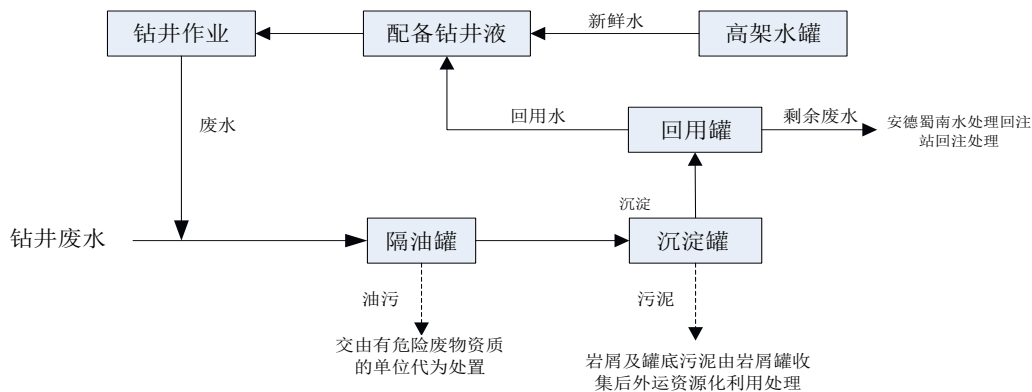 钻井作业
配备钻井液
新鲜水
高架水罐
废水
回用水
回用罐
剩余废水
安德蜀南水处理回注
站回注处理
沉淀
钻井废水
隔油罐
沉淀罐
油污
污泥
交由有危险废物资质
的单位代为处置
岩屑及罐底污泥由岩屑罐收
集后外运资源化利用处理